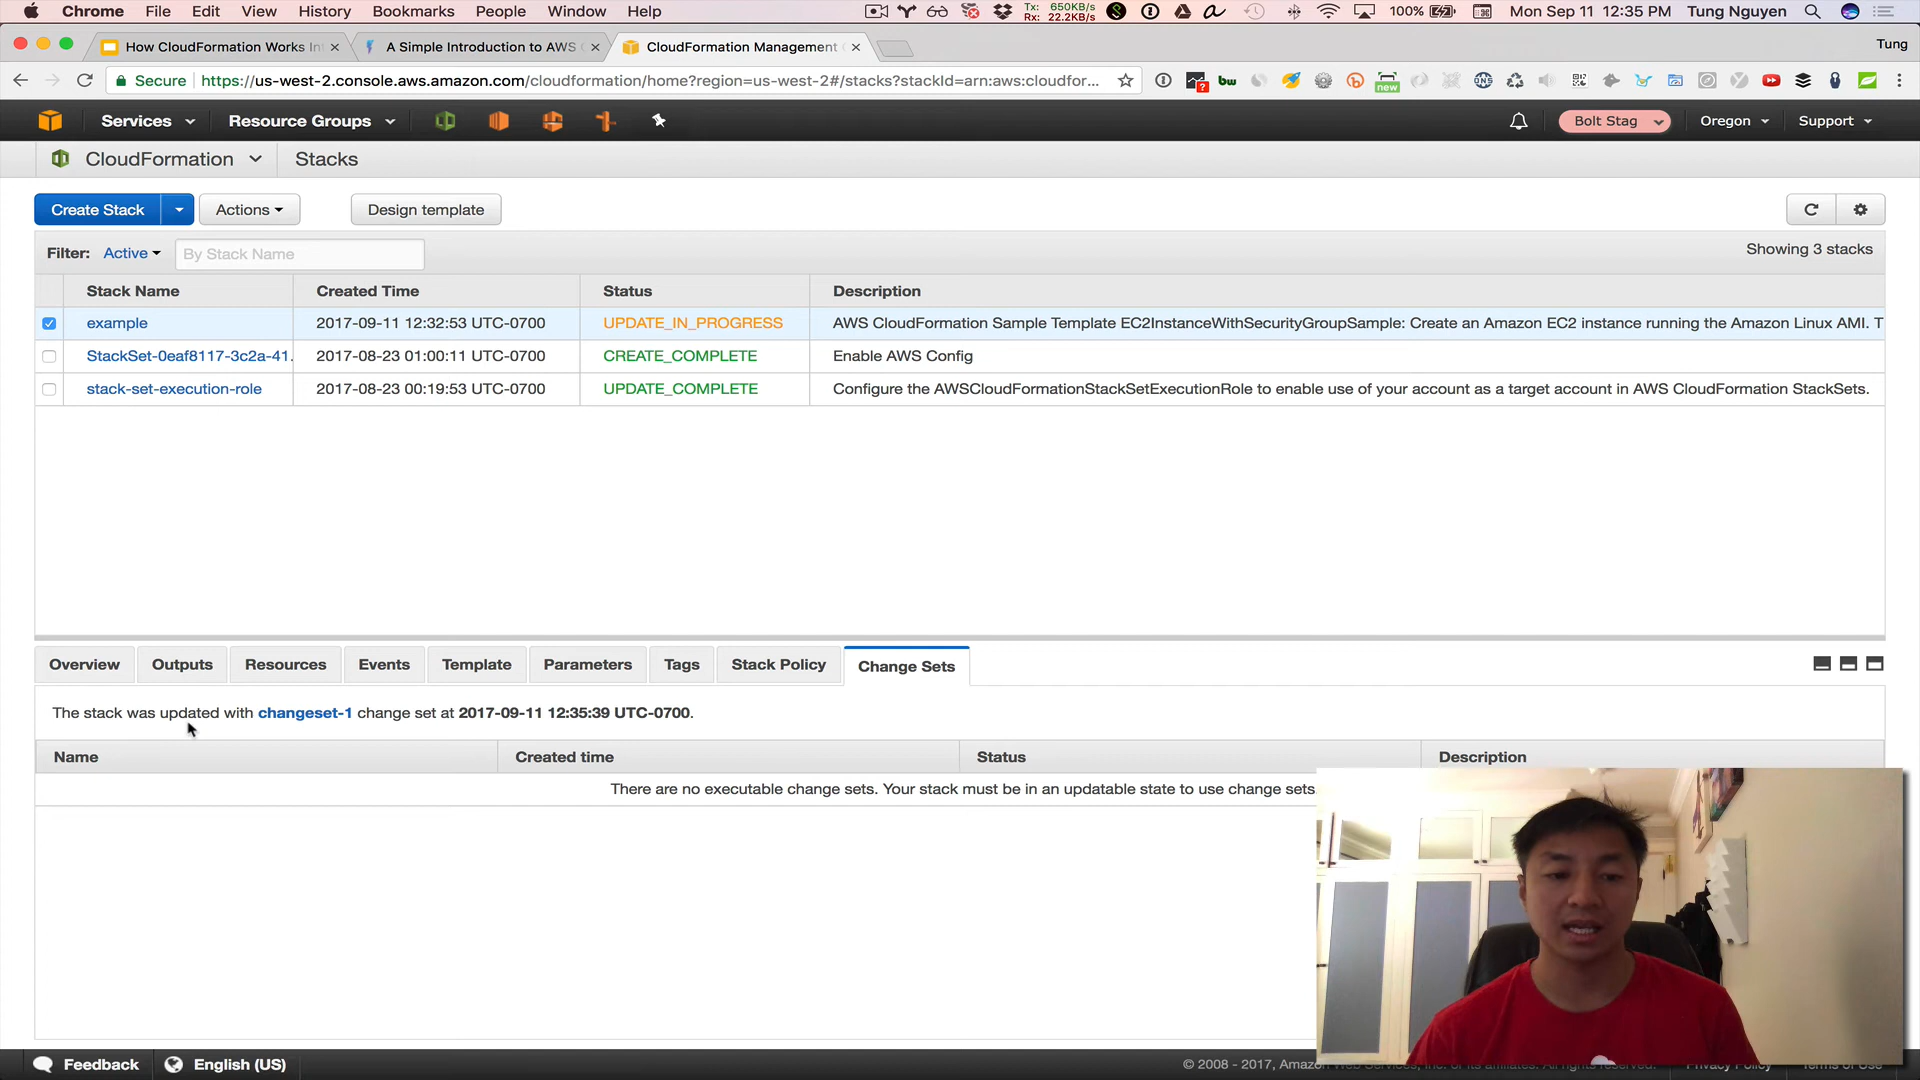 Chrome File Edit View History Bookmarks People Window Help Tx: 650KB/s Rx: 22.2KB/s 100% Mon Sep 11 12:35 PM Tung Nguyen
How CloudFormation Works In A Simple Introduction to AWS CloudFormation Management Tung
Secure https://us-west-2.console.aws.amazon.com/cloudformation/home?region=us-west-2#/stacks?stackId=arn:aws:cloudfor... bw new
Services Resource Groups Bolt Stag Oregon Support
CloudFormation Stacks
Create Stack Actions Design template
Filter: Active By Stack Name Showing 3 stacks
Stack Name Created Time Status Description
example 2017-09-11 12:32:53 UTC-0700 UPDATE_IN_PROGRESS AWS CloudFormation Sample Template EC2InstanceWithSecurityGroupSample: Create an Amazon EC2 instance running the Amazon Linux AMI. T
StackSet-0eaf8117-3c2a-41. 2017-08-23 01:00:11 UTC-0700 CREATE_COMPLETE Enable AWS Config
stack-set-execution-role 2017-08-23 00:19:53 UTC-0700 UPDATE_COMPLETE Configure the AWSCloudFormationStackSetExecutionRole to enable use of your account as a target account in AWS CloudFormation StackSets.
Overview Outputs Resources Events Template Parameters Tags Stack Policy Change Sets
The stack was updated with changeset-1 change set at 2017-09-11 12:35:39 UTC-0700.
Name Created time Status Description
There are no executable change sets. Your stack must be in an updatable state to use change sets.
Feedback English (US) © 2008 - 2017, Amazon